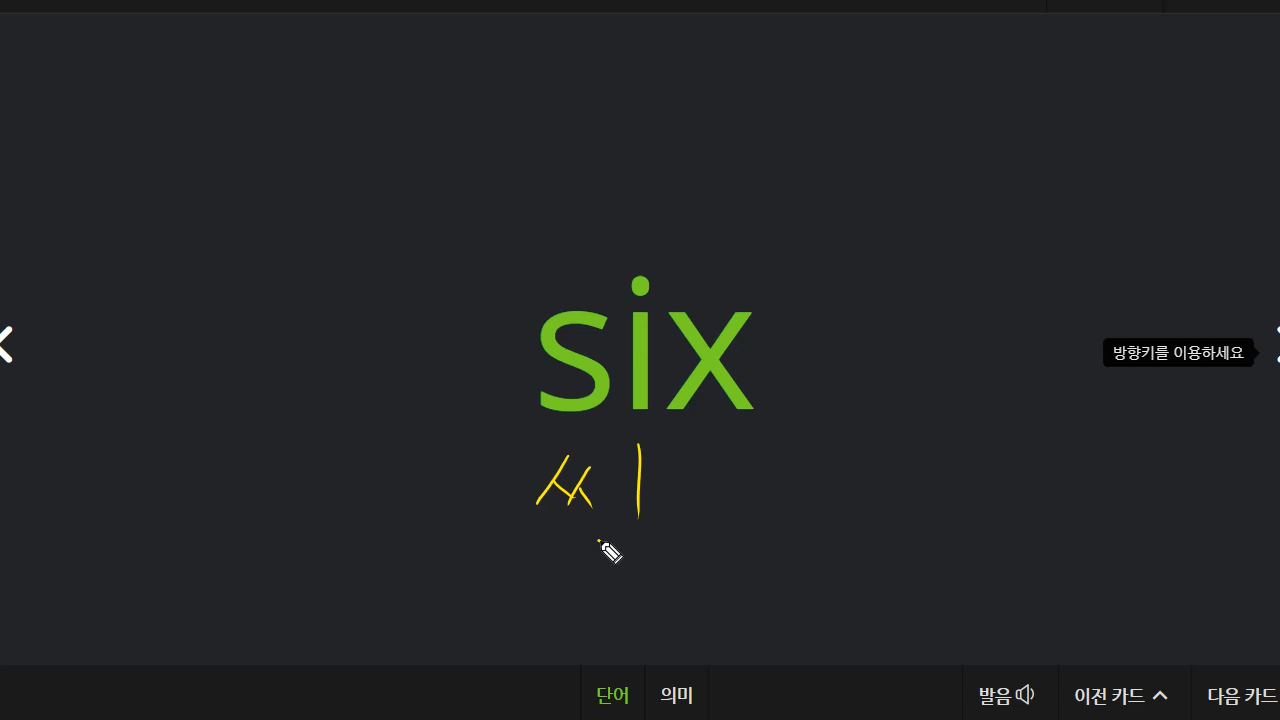 six
씨
방향키를 이용하세요
단어 의미 발음 이전 카드 다음 카드